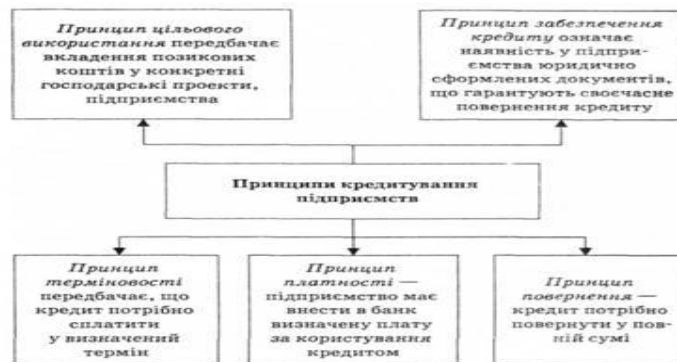 Принцип цільового
використання передбачає
вкладення позикових
коштів у конкретні
господарські проекти,
підприємства
Принцип забезпечення
кредиту означає
наявність у підпри-
ємства юридично
оформлених документів,
що гарантують своєчасне
повернення кредиту
Принципи кредитування
підприємств
Принцип
терміновості
передбачає, що
кредит потрібно
сплатити
у визначений
термін
Принцип
платності —
підприємство має
внести в банк
визначену плату
за користування
кредитом
Принцип
повернення —
кредит потрібно
повернути у пов-
ній сумі